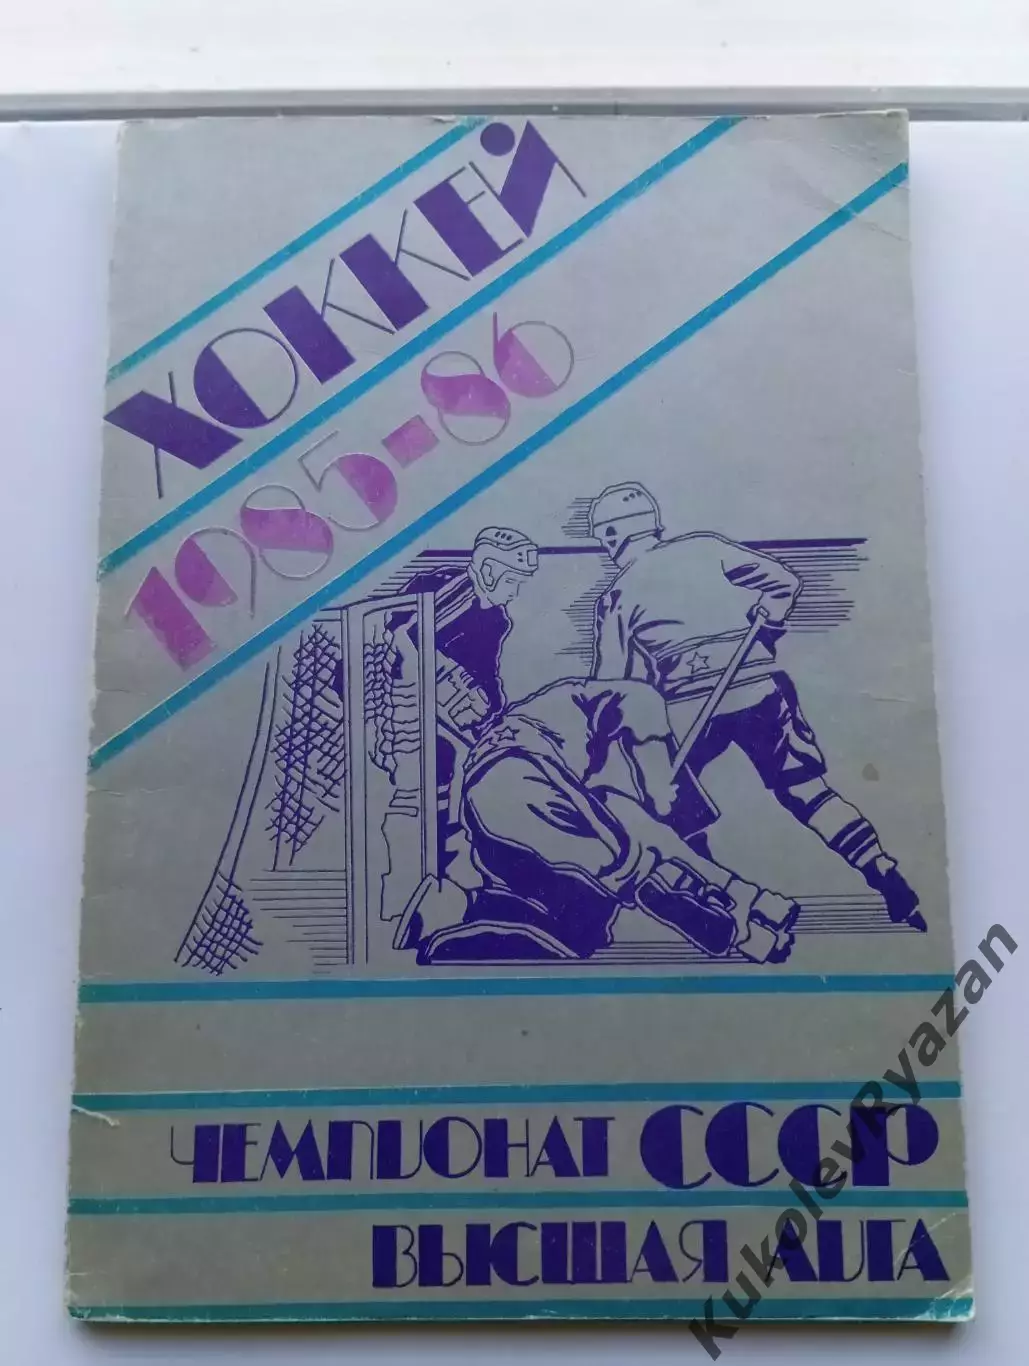 ХОККЕЙ
1985-86
ЧЕМПИОНАТ СССР
ВЫСШАЯ ЛИГА
KukolevRyazan